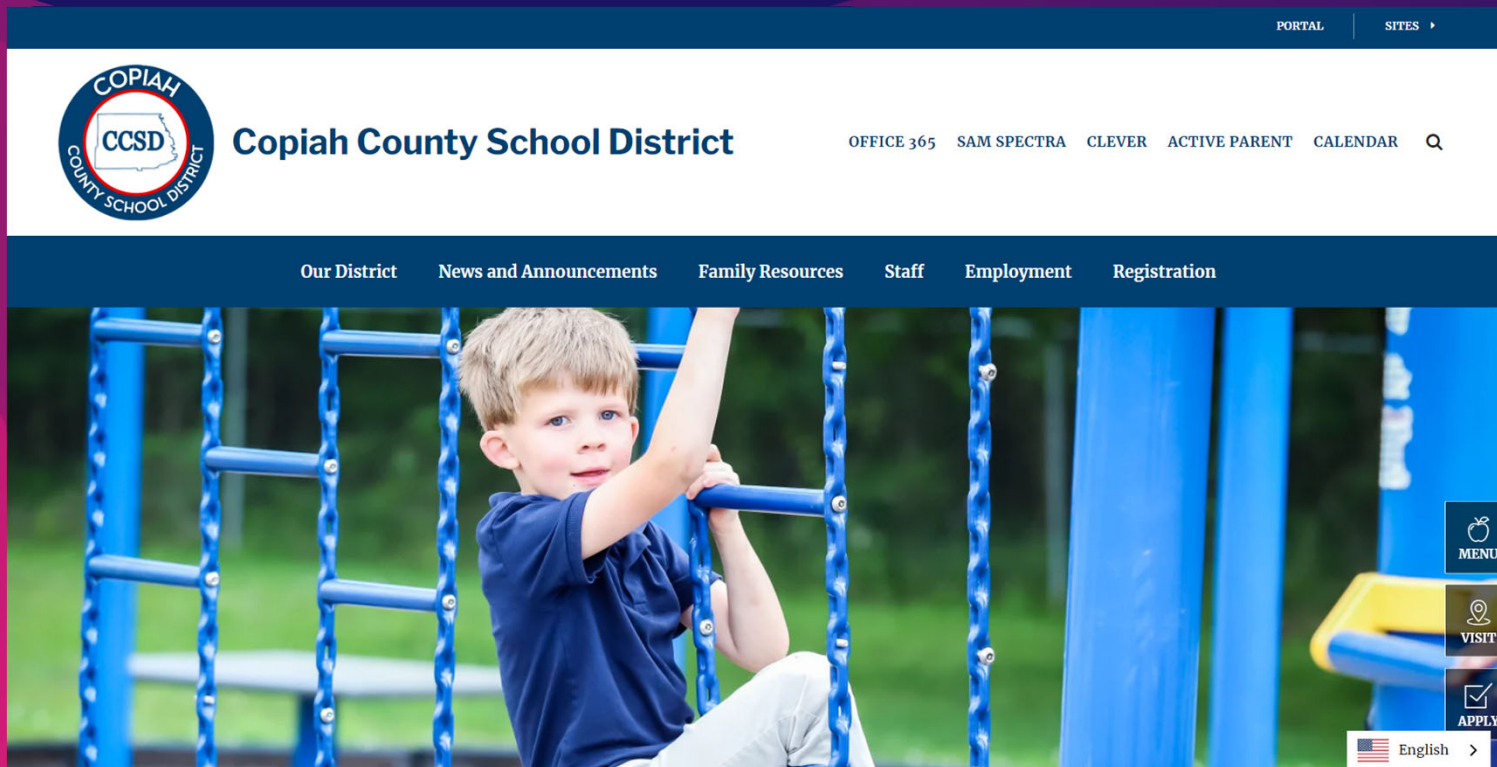 PORTAL
SITES
COPIAH
CCSD
COUNTY SCHOOL DISTRICT
Copiah County School District
OFFICE 365 SAM SPECTRA CLEVER ACTIVE PARENT CALENDAR
Our District News and Announcements Family Resources Staff Employment Registration
MENU
VISIT
APPLY
English